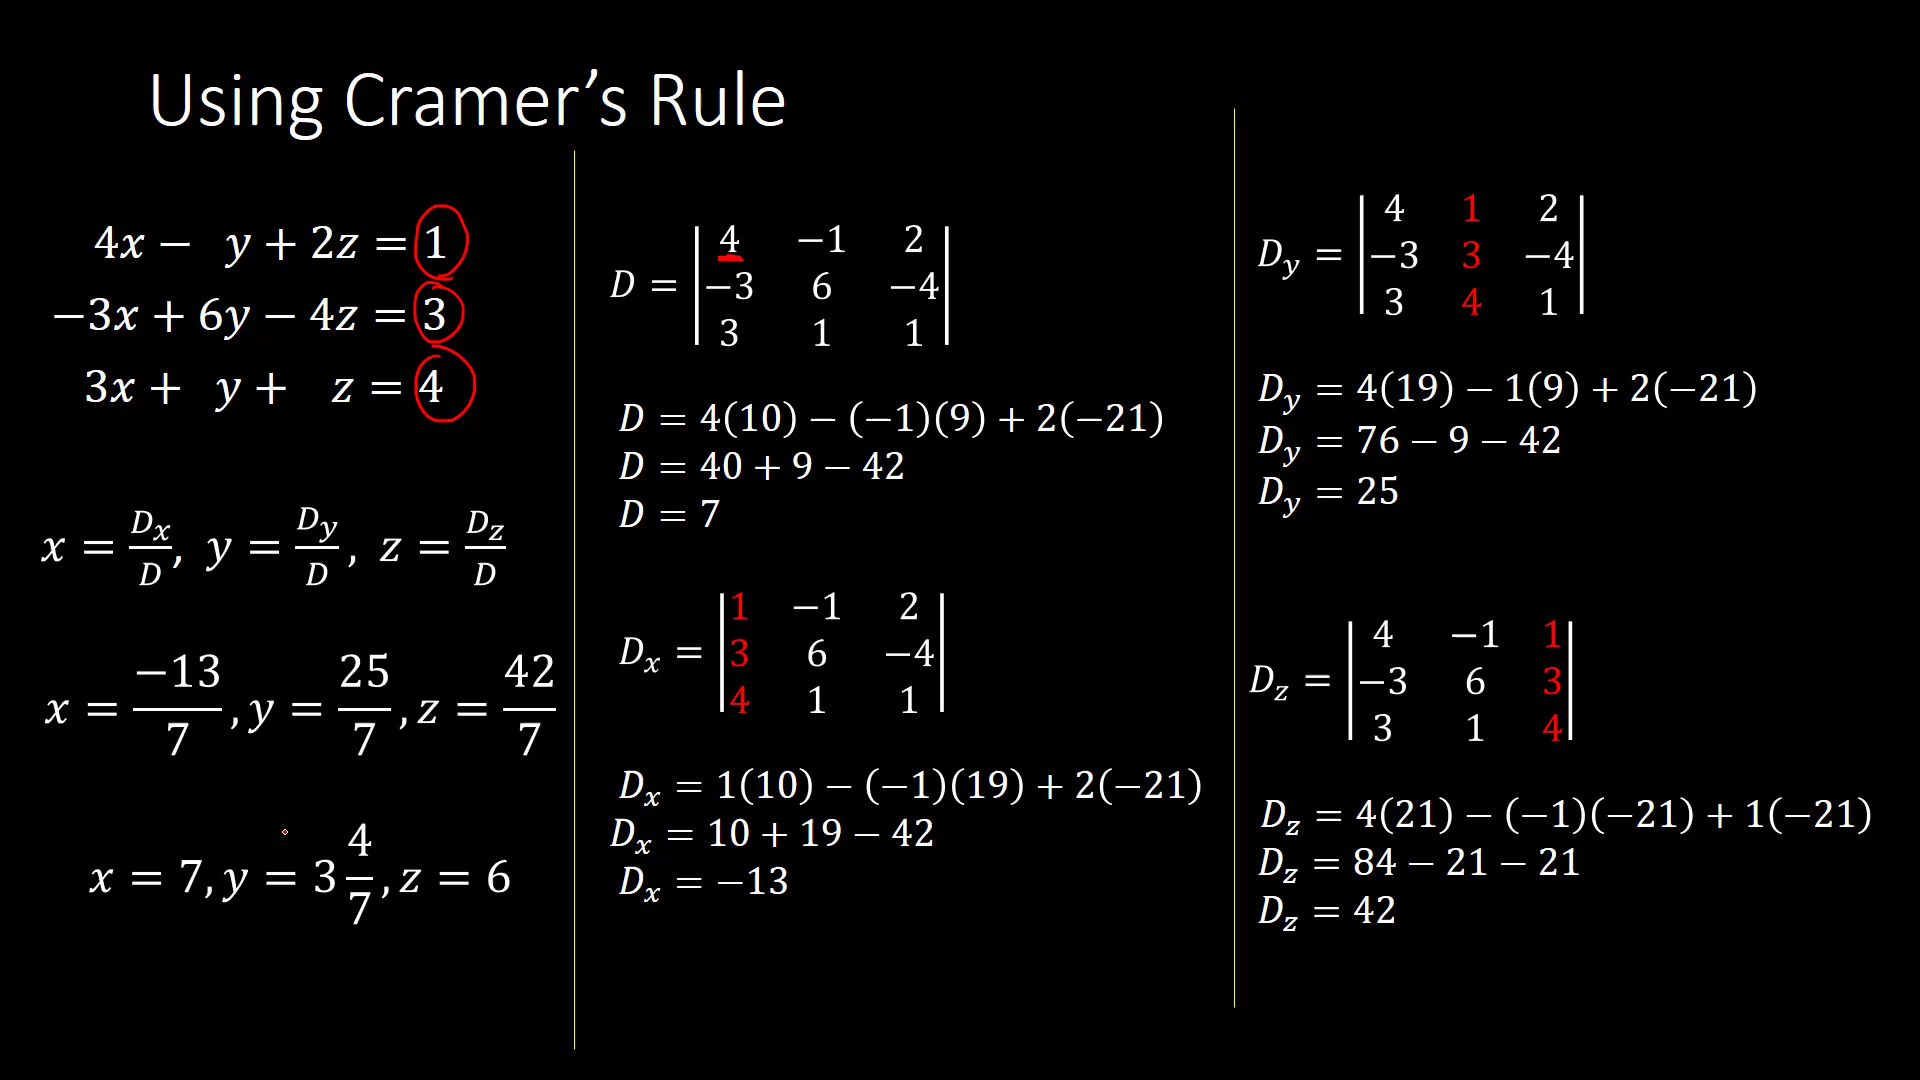 Using Cramer's Rule
4x − y + 2z = 1
−3x + 6y − 4z = 3
3x + y + z = 4
x = Dx/D, y = Dy/D, z = Dz/D
x = −13/7, y = 25/7, z = 42/7
x = 7, y = 3 4/7, z = 6
D = | 4 −1 2 |
| −3 6 −4 |
| 3 1 1 |
D = 4(10) − (−1)(9) + 2(−21)
D = 40 + 9 − 42
D = 7
Dx = | 1 −1 2 |
| 3 6 −4 |
| 4 1 1 |
Dx = 1(10) − (−1)(19) + 2(−21)
Dx = 10 + 19 − 42
Dx = −13
Dy = | 4 1 2 |
| −3 3 −4 |
| 3 4 1 |
Dy = 4(19) − 1(9) + 2(−21)
Dy = 76 − 9 − 42
Dy = 25
Dz = | 4 −1 1 |
| −3 6 3 |
| 3 1 4 |
Dz = 4(21) − (−1)(−21) + 1(−21)
Dz = 84 − 21 − 21
Dz = 42